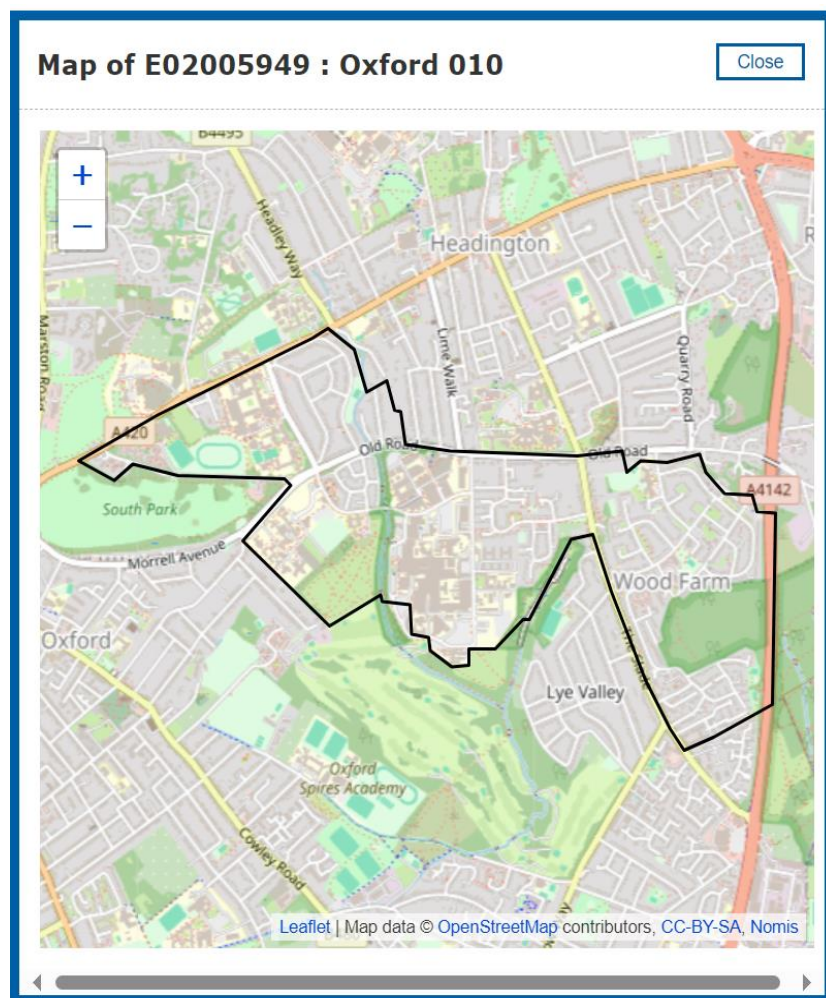 Map of E02005949 : Oxford 010
Close
B4495
+
−
Headley Way
Headington
R
Marston Road
Lime Walk
Quarry Road
A420
Old Road
Old Road
A4142
South Park
Morrell Avenue
Wood Farm
Oxford
The Slade
Lye Valley
Oxford
Spires Academy
Cowley Road
Leaflet | Map data © OpenStreetMap contributors, CC-BY-SA, Nomis